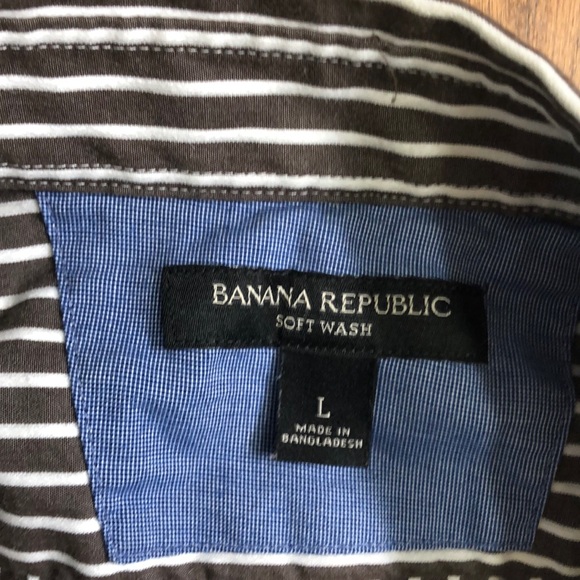 BANANA REPUBLIC
SOFT WASH
L
MADE IN
BANGLADESH